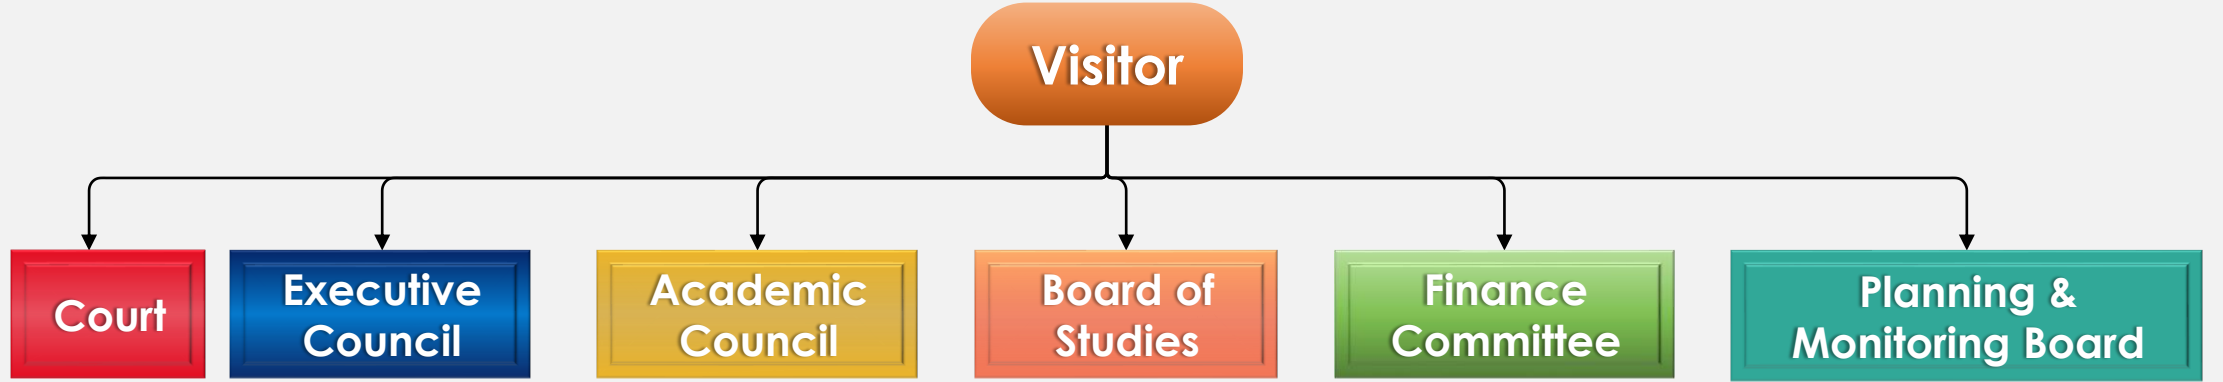 Visitor
Court
Executive
Council
Academic
Council
Board of
Studies
Finance
Committee
Planning &
Monitoring Board